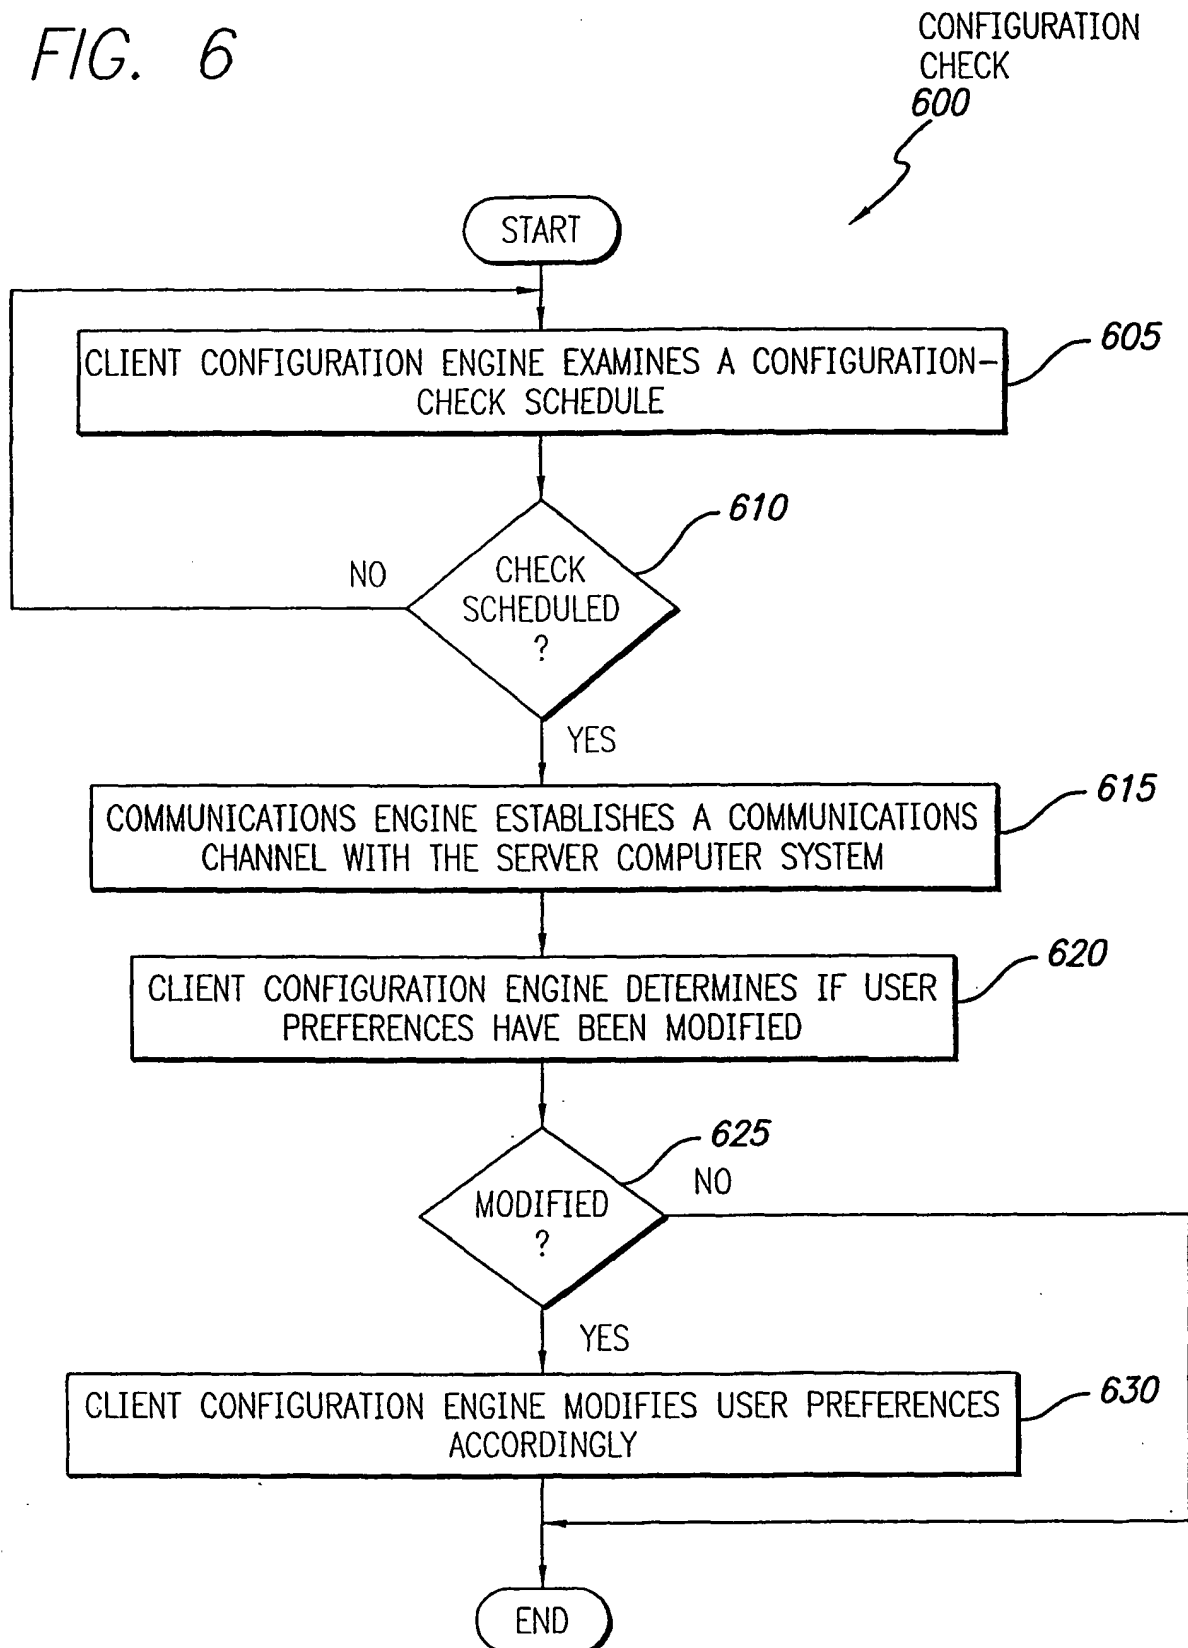 FIG. 6
CONFIGURATION
CHECK
600
START
CLIENT CONFIGURATION ENGINE EXAMINES A CONFIGURATION-
CHECK SCHEDULE
605
610
NO
CHECK
SCHEDULED
?
YES
COMMUNICATIONS ENGINE ESTABLISHES A COMMUNICATIONS
CHANNEL WITH THE SERVER COMPUTER SYSTEM
615
CLIENT CONFIGURATION ENGINE DETERMINES IF USER
PREFERENCES HAVE BEEN MODIFIED
620
625
NO
MODIFIED
?
YES
CLIENT CONFIGURATION ENGINE MODIFIES USER PREFERENCES
ACCORDINGLY
630
END